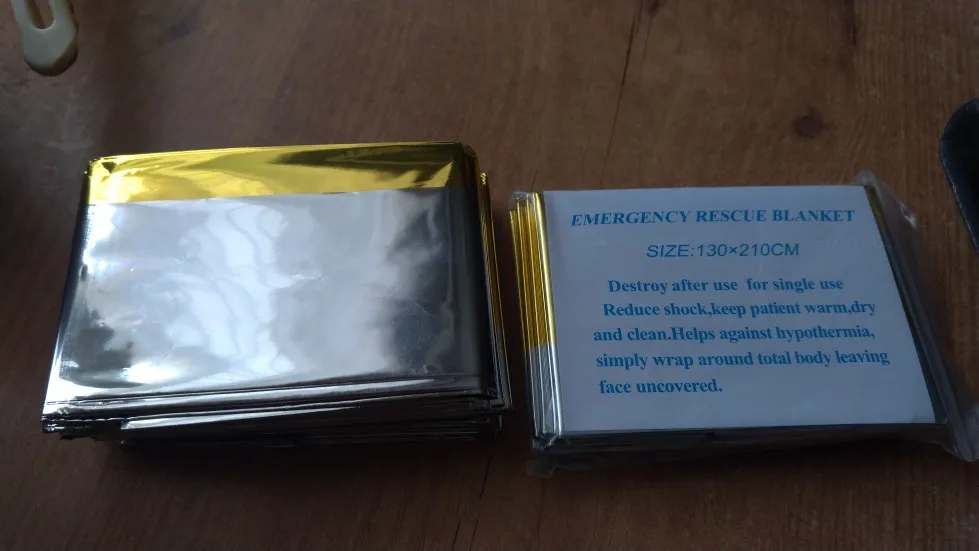 EMERGENCY RESCUE BLANKET
SIZE:130×210CM
Destroy after use for single use
Reduce shock,keep patient warm,dry
and clean.Helps against hypothermia,
simply wrap around total body leaving
face uncovered.